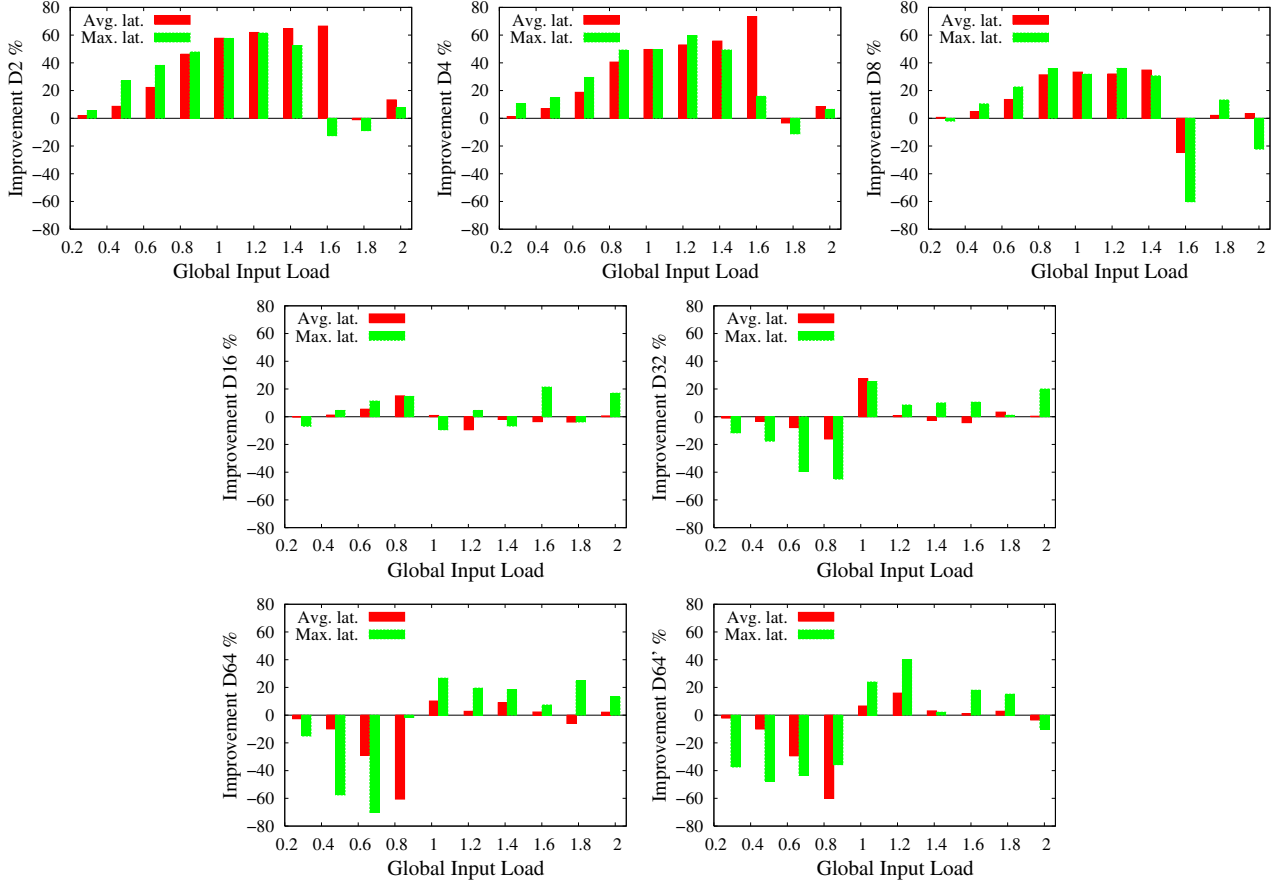 Improvement D2 %
80
60
40
20
0
−20
−40
−60
−80
Avg. lat.
Max. lat.
0.2 0.4 0.6 0.8 1 1.2 1.4 1.6 1.8 2
Global Input Load
Improvement D4 %
80
60
40
20
0
−20
−40
−60
−80
Avg. lat.
Max. lat.
0.2 0.4 0.6 0.8 1 1.2 1.4 1.6 1.8 2
Global Input Load
Improvement D8 %
80
60
40
20
0
−20
−40
−60
−80
Avg. lat.
Max. lat.
0.2 0.4 0.6 0.8 1 1.2 1.4 1.6 1.8 2
Global Input Load
Improvement D16 %
80
60
40
20
0
−20
−40
−60
−80
Avg. lat.
Max. lat.
0.2 0.4 0.6 0.8 1 1.2 1.4 1.6 1.8 2
Global Input Load
Improvement D32 %
80
60
40
20
0
−20
−40
−60
−80
Avg. lat.
Max. lat.
0.2 0.4 0.6 0.8 1 1.2 1.4 1.6 1.8 2
Global Input Load
Improvement D64 %
80
60
40
20
0
−20
−40
−60
−80
Avg. lat.
Max. lat.
0.2 0.4 0.6 0.8 1 1.2 1.4 1.6 1.8 2
Global Input Load
Improvement D64’ %
80
60
40
20
0
−20
−40
−60
−80
Avg. lat.
Max. lat.
0.2 0.4 0.6 0.8 1 1.2 1.4 1.6 1.8 2
Global Input Load